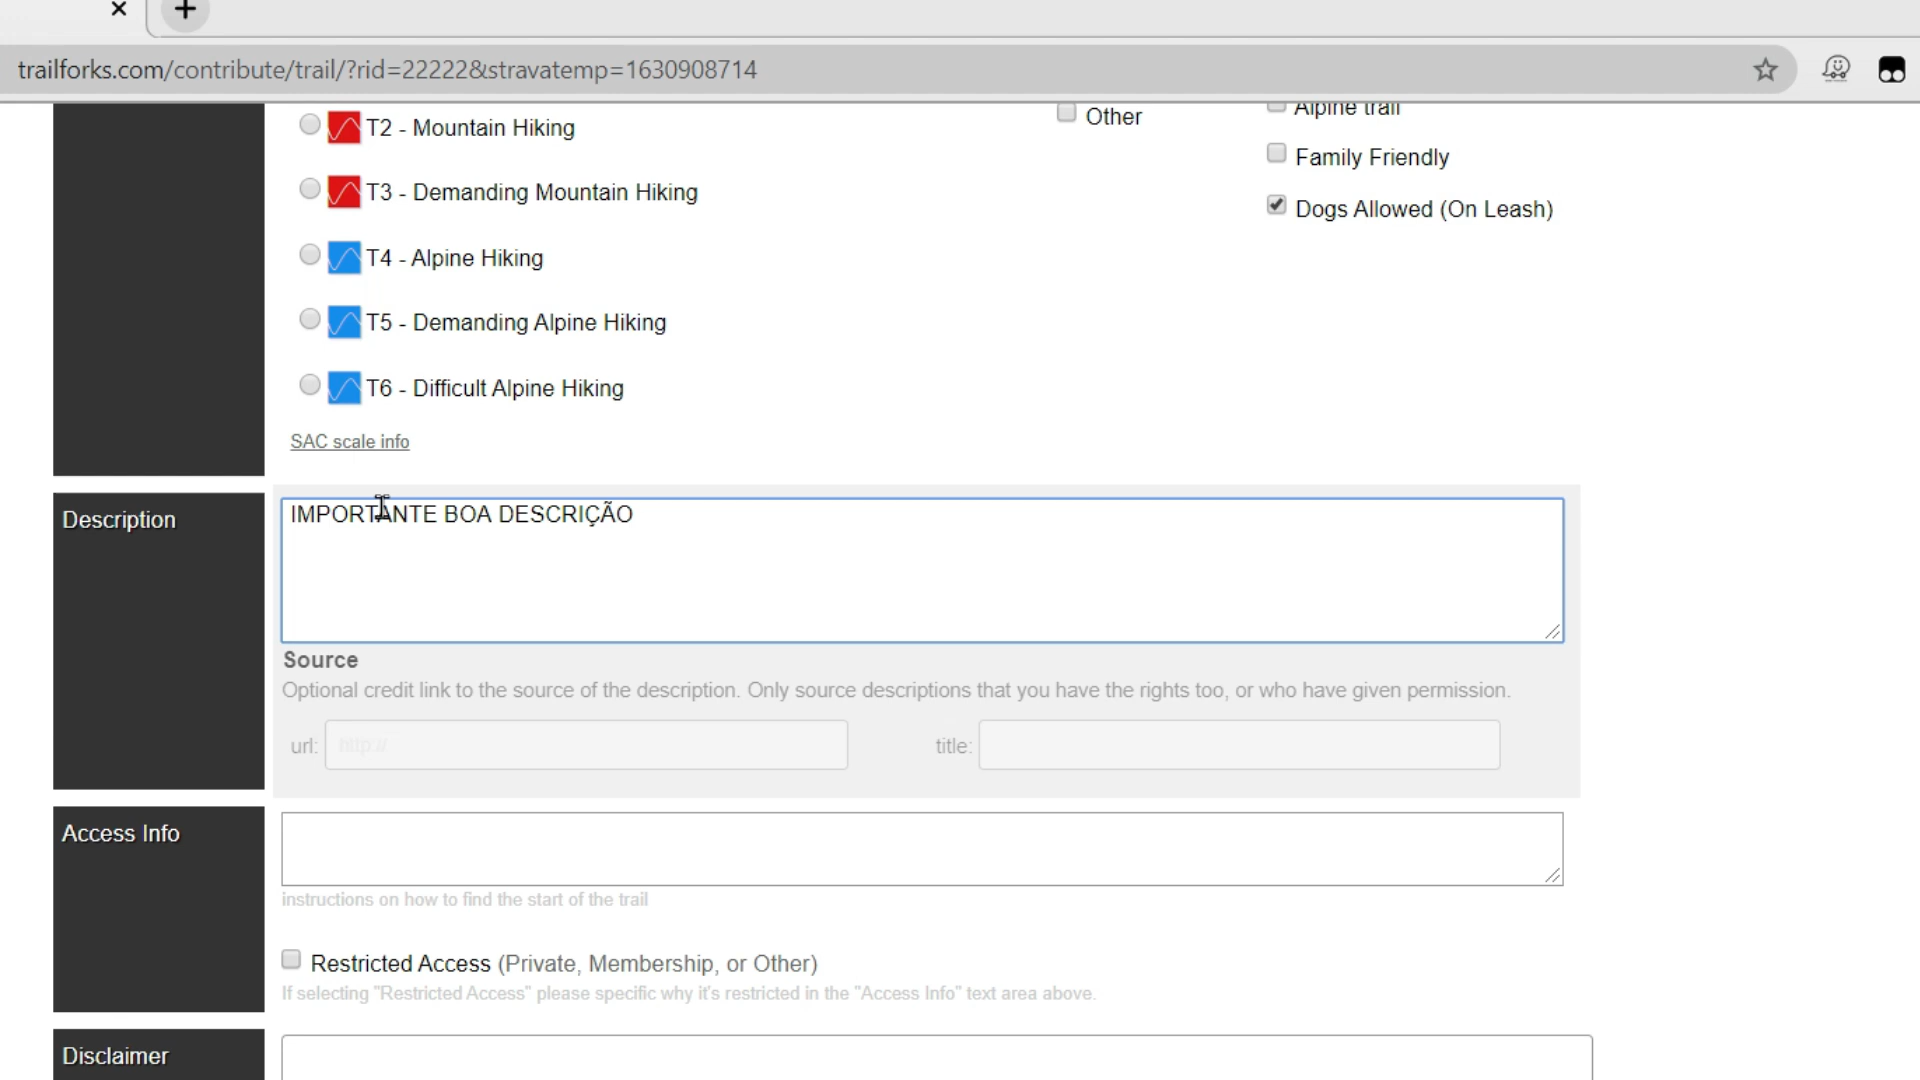 trailforks.com/contribute/trail/?rid=22222&stravatemp=1630908714
T2 - Mountain Hiking
Other
Alpine trail
Family Friendly
T3 - Demanding Mountain Hiking
Dogs Allowed (On Leash)
T4 - Alpine Hiking
T5 - Demanding Alpine Hiking
T6 - Difficult Alpine Hiking
SAC scale info
Description
IMPORTANTE BOA DESCRIÇÃO
Source
Optional credit link to the source of the description. Only source descriptions that you have the rights too, or who have given permission.
url: http://
title:
Access Info
instructions on how to find the start of the trail
Restricted Access (Private, Membership, or Other)
If selecting "Restricted Access" please specific why it's restricted in the "Access Info" text area above.
Disclaimer